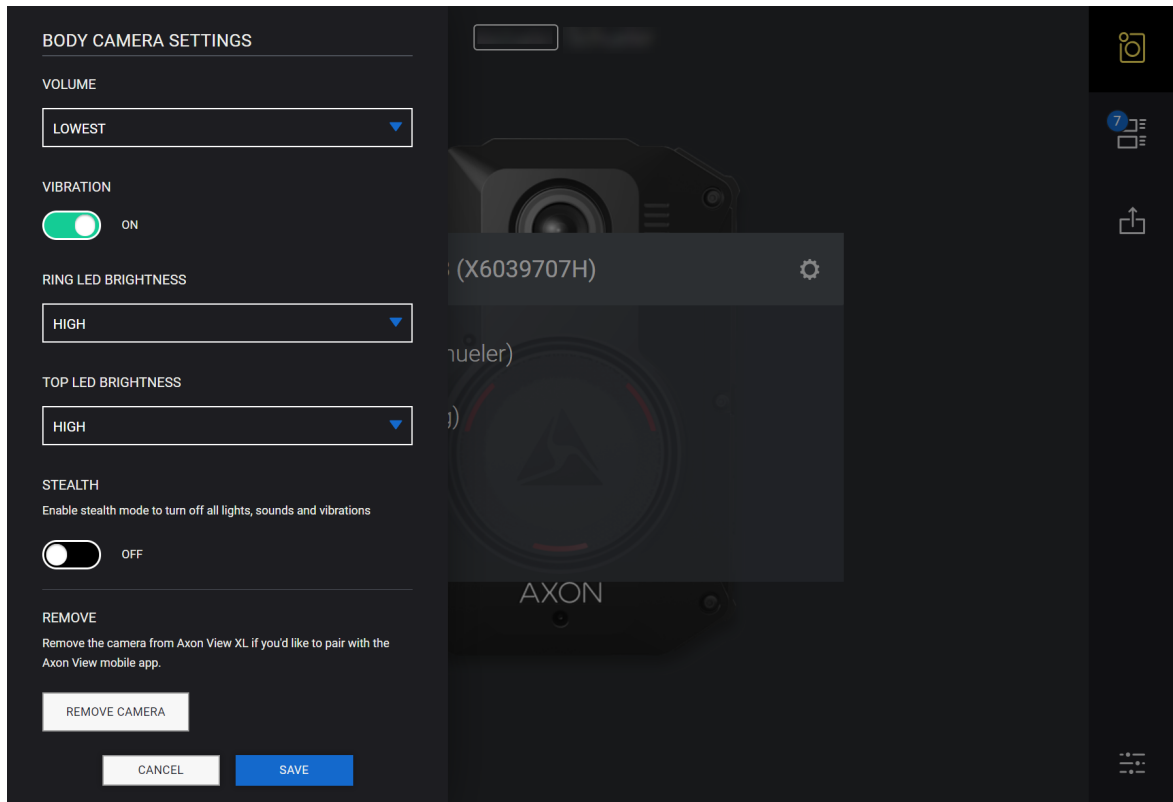 BODY CAMERA SETTINGS
VOLUME
LOWEST
VIBRATION
ON
RING LED BRIGHTNESS
HIGH
TOP LED BRIGHTNESS
HIGH
STEALTH
Enable stealth mode to turn off all lights, sounds and vibrations
OFF
REMOVE
Remove the camera from Axon View XL if you'd like to pair with the
Axon View mobile app.
REMOVE CAMERA
CANCEL
SAVE
(X6039707H)
hueler)
g)
AXON
7